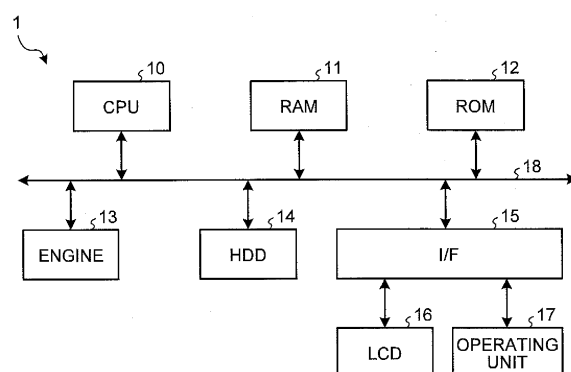 1
10
CPU
11
RAM
12
ROM
18
13
ENGINE
14
HDD
15
I/F
16
LCD
17
OPERATING
UNIT